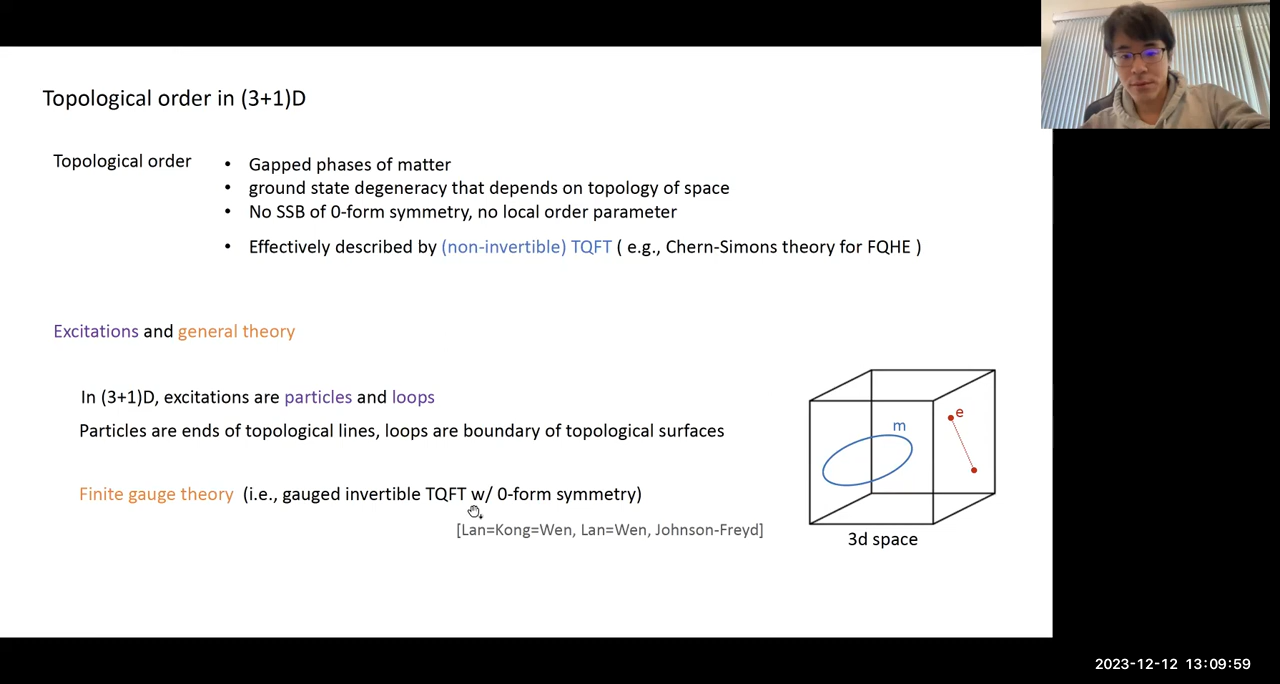 Topological order in (3+1)D
Topological order
• Gapped phases of matter
• ground state degeneracy that depends on topology of space
• No SSB of 0-form symmetry, no local order parameter
• Effectively described by (non-invertible) TQFT ( e.g., Chern-Simons theory for FQHE )
Excitations and general theory
In (3+1)D, excitations are particles and loops
Particles are ends of topological lines, loops are boundary of topological surfaces
Finite gauge theory (i.e., gauged invertible TQFT w/ 0-form symmetry)
[Lan=Kong=Wen, Lan=Wen, Johnson-Freyd]
e
m
3d space
2023-12-12 13:09:59